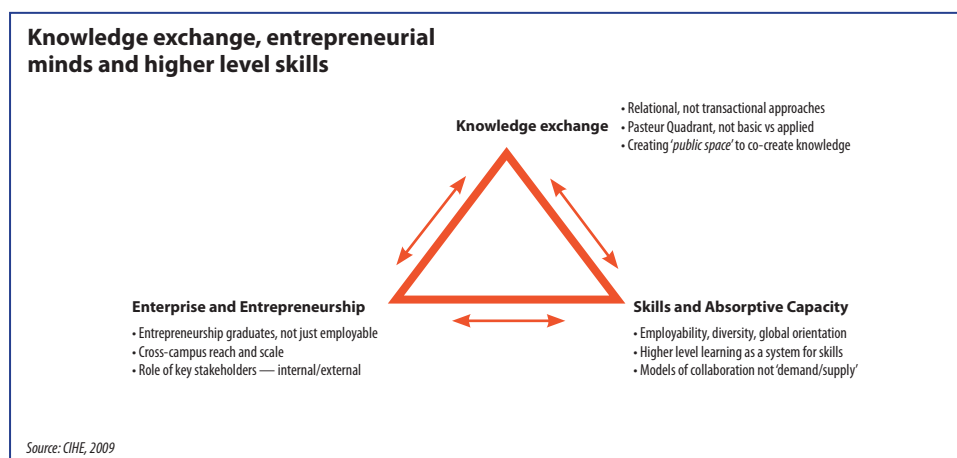 Knowledge exchange, entrepreneurial
minds and higher level skills
Knowledge exchange
• Relational, not transactional approaches
• Pasteur Quadrant, not basic vs applied
• Creating ‘public space’ to co-create knowledge
Enterprise and Entrepreneurship
• Entrepreneurship graduates, not just employable
• Cross-campus reach and scale
• Role of key stakeholders — internal/external
Skills and Absorptive Capacity
• Employability, diversity, global orientation
• Higher level learning as a system for skills
• Models of collaboration not ‘demand/supply’
Source: CIHE, 2009